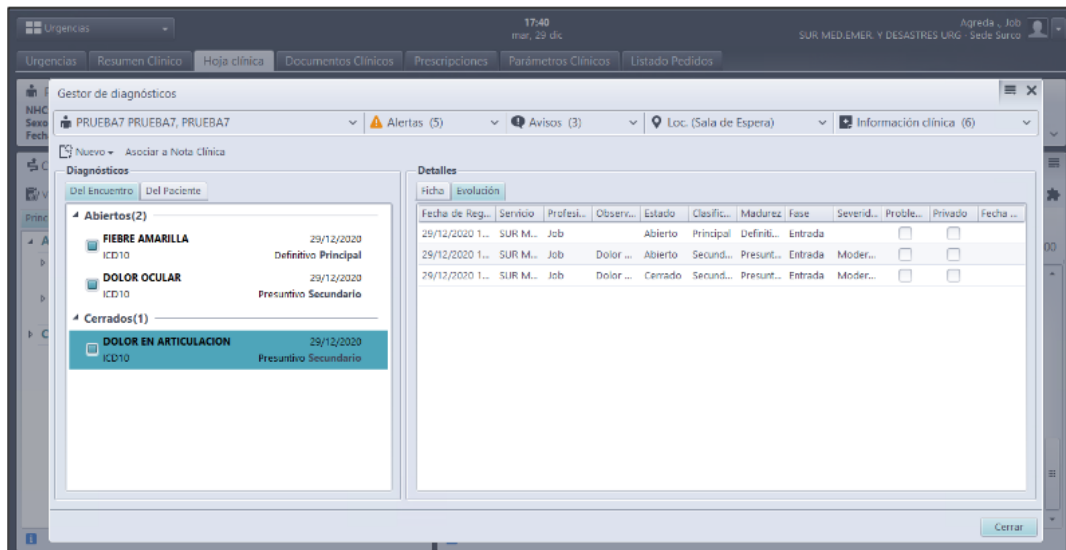 Urgencias
17:40
mar, 29 dic
Agreda ., Job
SUR MED.EMER. Y DESASTRES URG - Sede Surco
Urgencias Resumen Clínico Hoja clínica Documentos Clínicos Prescripciones Parámetros Clínicos Listado Pedidos
Gestor de diagnósticos
NHC
Sexo
Fech
PRUEBA7 PRUEBA7, PRUEBA7 Alertas (5) Avisos (3) Loc. (Sala de Espera) Información clínica (6)
Nuevo Asociar a Nota Clínica
Diagnósticos
Del Encuentro Del Paciente
Abiertos(2)
FIEBRE AMARILLA 29/12/2020
ICD10 Definitivo Principal
DOLOR OCULAR 29/12/2020
ICD10 Presuntivo Secundario
Cerrados(1)
DOLOR EN ARTICULACION 29/12/2020
ICD10 Presuntivo Secundario
Detalles
Ficha Evolución
Fecha de Reg... Servicio Profesi... Observ... Estado Clasific... Madurez Fase Severid... Proble... Privado Fecha ...
29/12/2020 1... SUR M... Job Abierto Principal Definiti... Entrada
29/12/2020 1... SUR M... Job Dolor ... Abierto Secund... Presunt... Entrada Moder...
29/12/2020 1... SUR M... Job Dolor ... Cerrado Secund... Presunt... Entrada Moder...
Princ
00
Cerrar